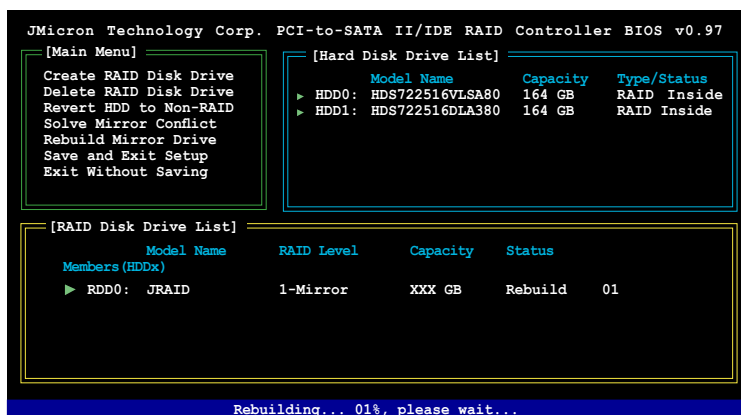 JMicron Technology Corp. PCI-to-SATA II/IDE RAID Controller BIOS v0.97
[Main Menu]
Create RAID Disk Drive
Delete RAID Disk Drive
Revert HDD to Non-RAID
Solve Mirror Conflict
Rebuild Mirror Drive
Save and Exit Setup
Exit Without Saving
[Hard Disk Drive List]
Model Name Capacity Type/Status
HDD0: HDS722516VLSA80 164 GB RAID Inside
HDD1: HDS722516DLA380 164 GB RAID Inside
[RAID Disk Drive List]
Model Name RAID Level Capacity Status
Members(HDDx)
RDD0: JRAID 1-Mirror XXX GB Rebuild 01
Rebuilding... 01%, please wait...